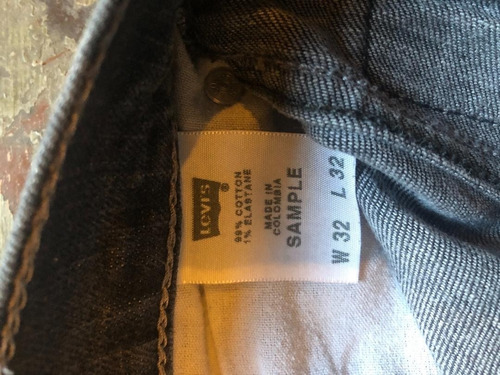 LEVI'S ®
99% COTTON
1% ELASTANE
MADE IN
COLOMBIA
SAMPLE
W 32 L 32